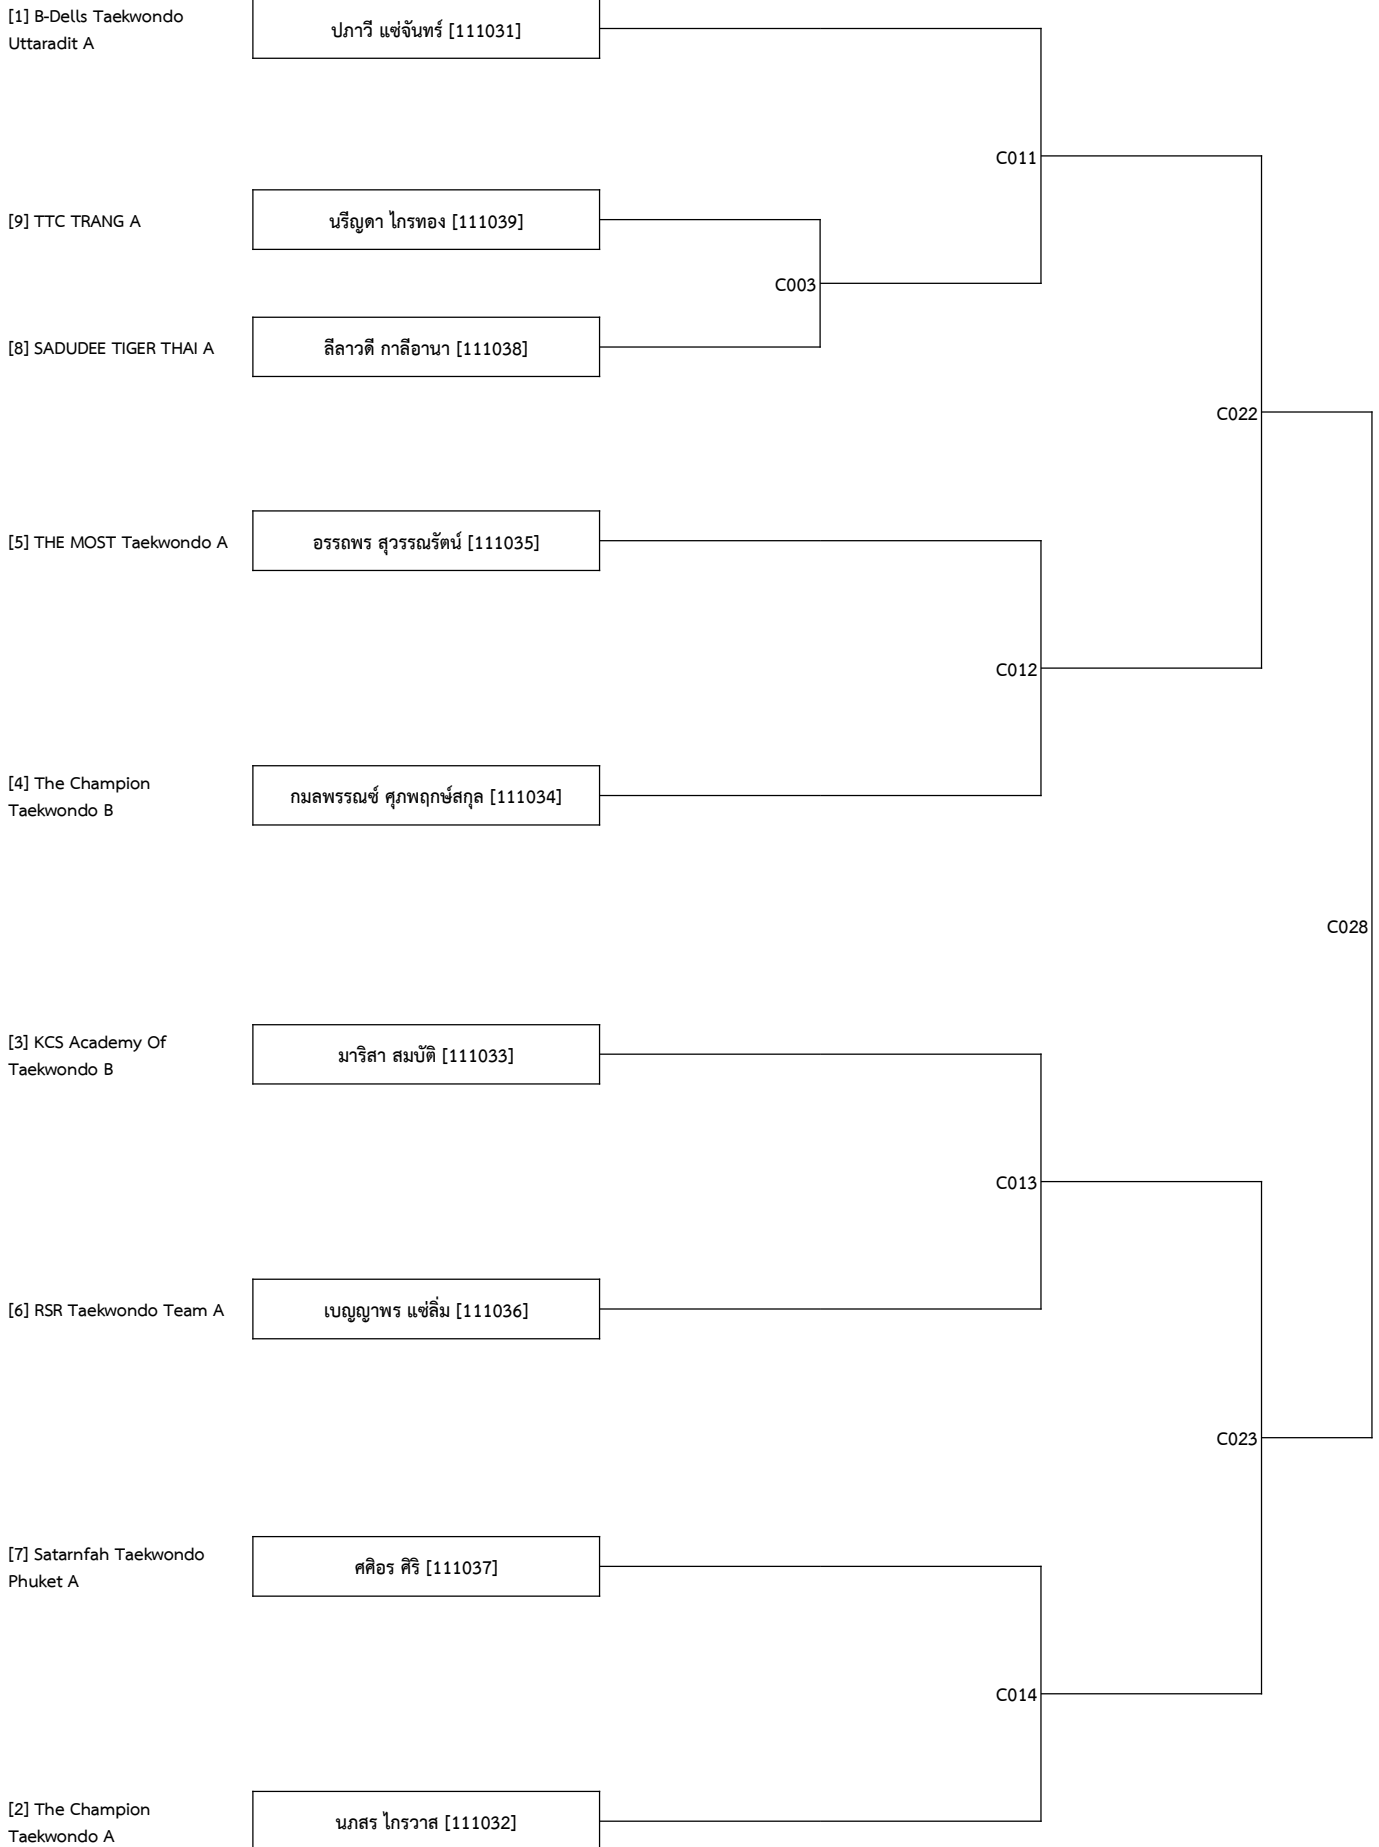 [1] B-Dells Taekwondo
Uttaradit A
ปภาวี แซ่จันทร์ [111031]
C011
[9] TTC TRANG A
นรีญดา ไกรทอง [111039]
C003
[8] SADUDEE TIGER THAI A
ลีลาวดี กาลีอานา [111038]
C022
[5] THE MOST Taekwondo A
อรรถพร สุวรรณรัตน์ [111035]
C012
[4] The Champion
Taekwondo B
กมลพรรณซ์ ศุภพฤกษ์สกุล [111034]
C028
[3] KCS Academy Of
Taekwondo B
มาริสา สมบัติ [111033]
C013
[6] RSR Taekwondo Team A
เบญญาพร แซ่ลิ่ม [111036]
C023
[7] Satarnfah Taekwondo
Phuket A
ศศิอร ศิริ [111037]
C014
[2] The Champion
Taekwondo A
นภสร ไกรวาส [111032]